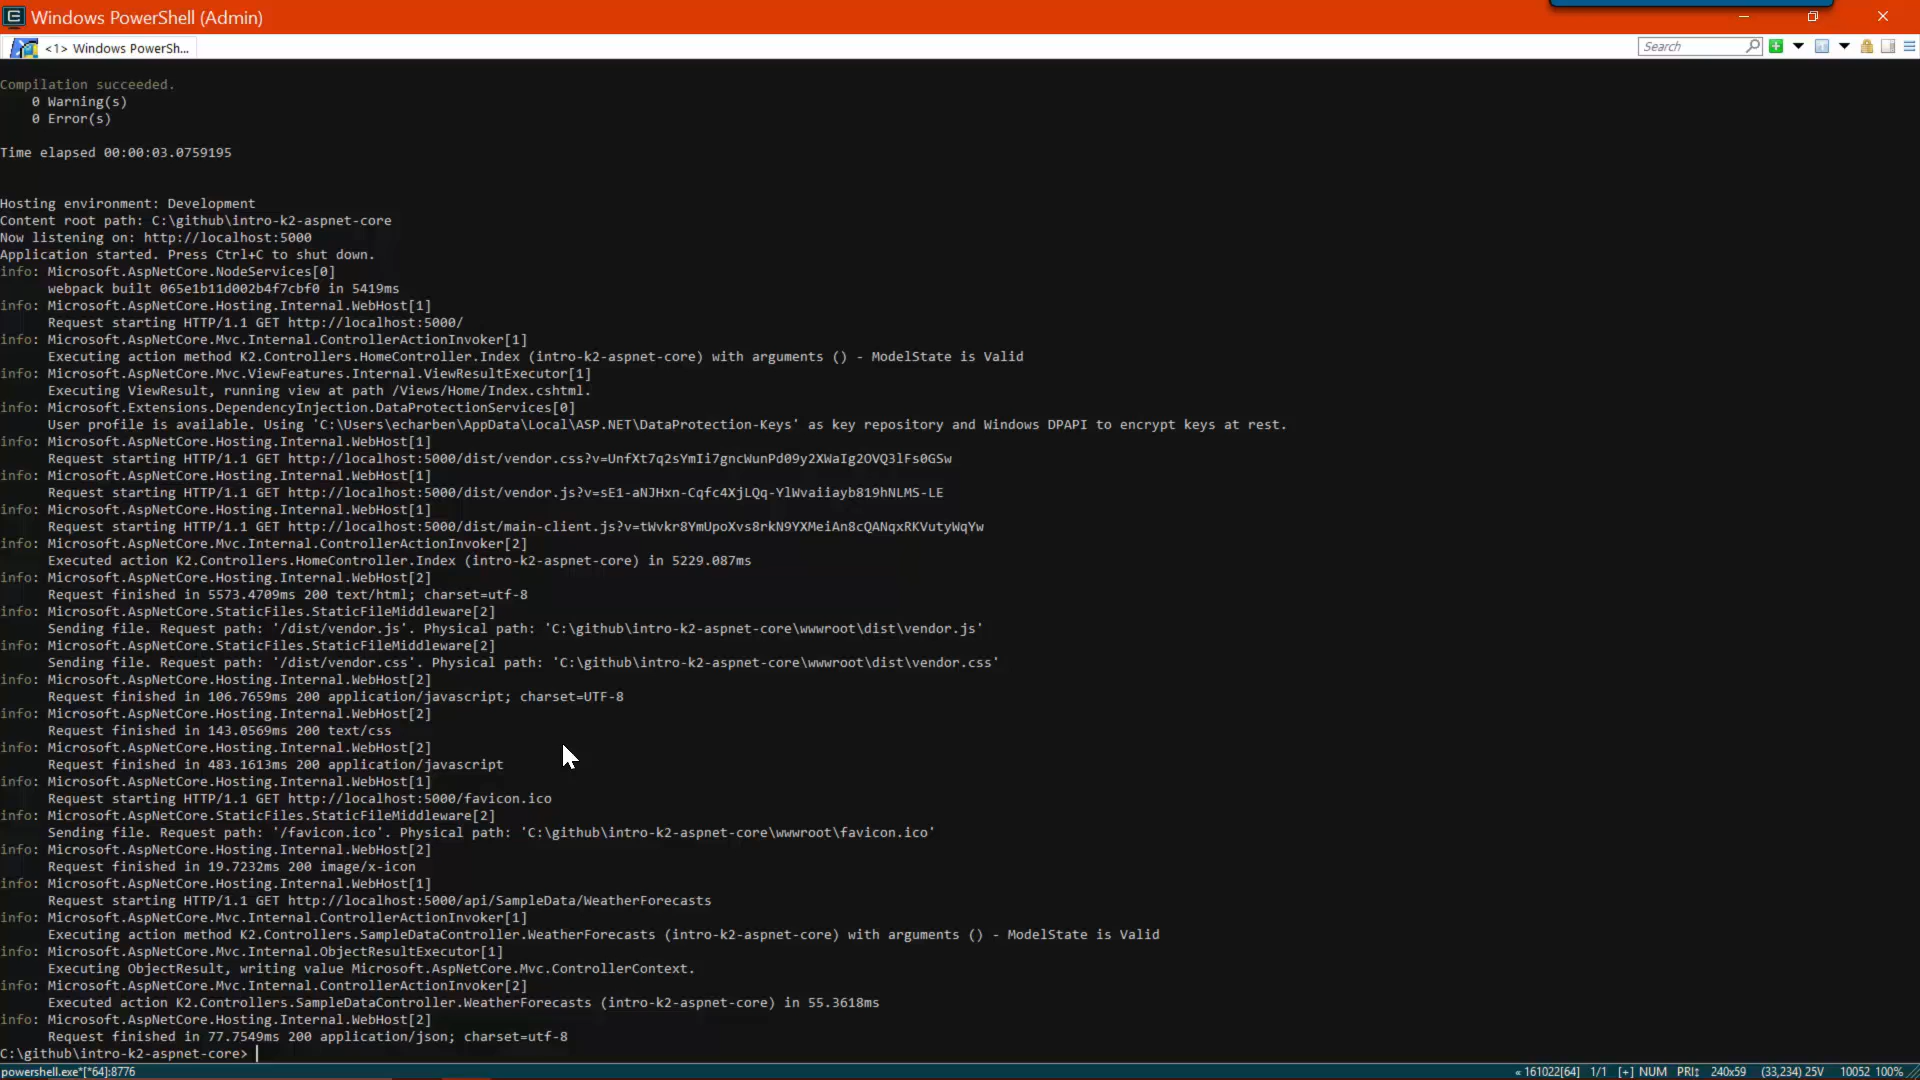 Windows PowerShell (Admin)
<1> Windows PowerSh...
Search
Compilation succeeded.
0 Warning(s)
0 Error(s)
Time elapsed 00:00:03.0759195
Hosting environment: Development
Content root path: C:\github\intro-k2-aspnet-core
Now listening on: http://localhost:5000
Application started. Press Ctrl+C to shut down.
info: Microsoft.AspNetCore.NodeServices[0]
webpack built 065e1b11d002b4f7cbf0 in 5419ms
info: Microsoft.AspNetCore.Hosting.Internal.WebHost[1]
Request starting HTTP/1.1 GET http://localhost:5000/
info: Microsoft.AspNetCore.Mvc.Internal.ControllerActionInvoker[1]
Executing action method K2.Controllers.HomeController.Index (intro-k2-aspnet-core) with arguments () - ModelState is Valid
info: Microsoft.AspNetCore.Mvc.ViewFeatures.Internal.ViewResultExecutor[1]
Executing ViewResult, running view at path /Views/Home/Index.cshtml.
info: Microsoft.Extensions.DependencyInjection.DataProtectionServices[0]
User profile is available. Using 'C:\Users\echarben\AppData\Local\ASP.NET\DataProtection-Keys' as key repository and Windows DPAPI to encrypt keys at rest.
info: Microsoft.AspNetCore.Hosting.Internal.WebHost[1]
Request starting HTTP/1.1 GET http://localhost:5000/dist/vendor.css?v=UnfXt7q2sYmIi7gncWunPd09y2XWaIg2OVQ3lFs0GSw
info: Microsoft.AspNetCore.Hosting.Internal.WebHost[1]
Request starting HTTP/1.1 GET http://localhost:5000/dist/vendor.js?v=sE1-aNJHxn-Cqfc4XjLQq-YlWvaiiayb819hNLMS-LE
info: Microsoft.AspNetCore.Hosting.Internal.WebHost[1]
Request starting HTTP/1.1 GET http://localhost:5000/dist/main-client.js?v=tWvkr8YmUpoXvs8rkN9YXMeiAn8cQANqxRKVutyWqYw
info: Microsoft.AspNetCore.Mvc.Internal.ControllerActionInvoker[2]
Executed action K2.Controllers.HomeController.Index (intro-k2-aspnet-core) in 5229.087ms
info: Microsoft.AspNetCore.Hosting.Internal.WebHost[2]
Request finished in 5573.4709ms 200 text/html; charset=utf-8
info: Microsoft.AspNetCore.StaticFiles.StaticFileMiddleware[2]
Sending file. Request path: '/dist/vendor.js'. Physical path: 'C:\github\intro-k2-aspnet-core\wwwroot\dist\vendor.js'
info: Microsoft.AspNetCore.StaticFiles.StaticFileMiddleware[2]
Sending file. Request path: '/dist/vendor.css'. Physical path: 'C:\github\intro-k2-aspnet-core\wwwroot\dist\vendor.css'
info: Microsoft.AspNetCore.Hosting.Internal.WebHost[2]
Request finished in 106.7659ms 200 application/javascript; charset=UTF-8
info: Microsoft.AspNetCore.Hosting.Internal.WebHost[2]
Request finished in 143.0569ms 200 text/css
info: Microsoft.AspNetCore.Hosting.Internal.WebHost[2]
Request finished in 483.1613ms 200 application/javascript
info: Microsoft.AspNetCore.Hosting.Internal.WebHost[1]
Request starting HTTP/1.1 GET http://localhost:5000/favicon.ico
info: Microsoft.AspNetCore.StaticFiles.StaticFileMiddleware[2]
Sending file. Request path: '/favicon.ico'. Physical path: 'C:\github\intro-k2-aspnet-core\wwwroot\favicon.ico'
info: Microsoft.AspNetCore.Hosting.Internal.WebHost[2]
Request finished in 19.7232ms 200 image/x-icon
info: Microsoft.AspNetCore.Hosting.Internal.WebHost[1]
Request starting HTTP/1.1 GET http://localhost:5000/api/SampleData/WeatherForecasts
info: Microsoft.AspNetCore.Mvc.Internal.ControllerActionInvoker[1]
Executing action method K2.Controllers.SampleDataController.WeatherForecasts (intro-k2-aspnet-core) with arguments () - ModelState is Valid
info: Microsoft.AspNetCore.Mvc.Internal.ObjectResultExecutor[1]
Executing ObjectResult, writing value Microsoft.AspNetCore.Mvc.ControllerContext.
info: Microsoft.AspNetCore.Mvc.Internal.ControllerActionInvoker[2]
Executed action K2.Controllers.SampleDataController.WeatherForecasts (intro-k2-aspnet-core) in 55.3618ms
info: Microsoft.AspNetCore.Hosting.Internal.WebHost[2]
Request finished in 77.7549ms 200 application/json; charset=utf-8
C:\github\intro-k2-aspnet-core>
powershell.exe*[*64]:8776
« 161022[64] 1/1 [+] NUM PRI↕ 240x59 (33,234) 25V 10052 100%